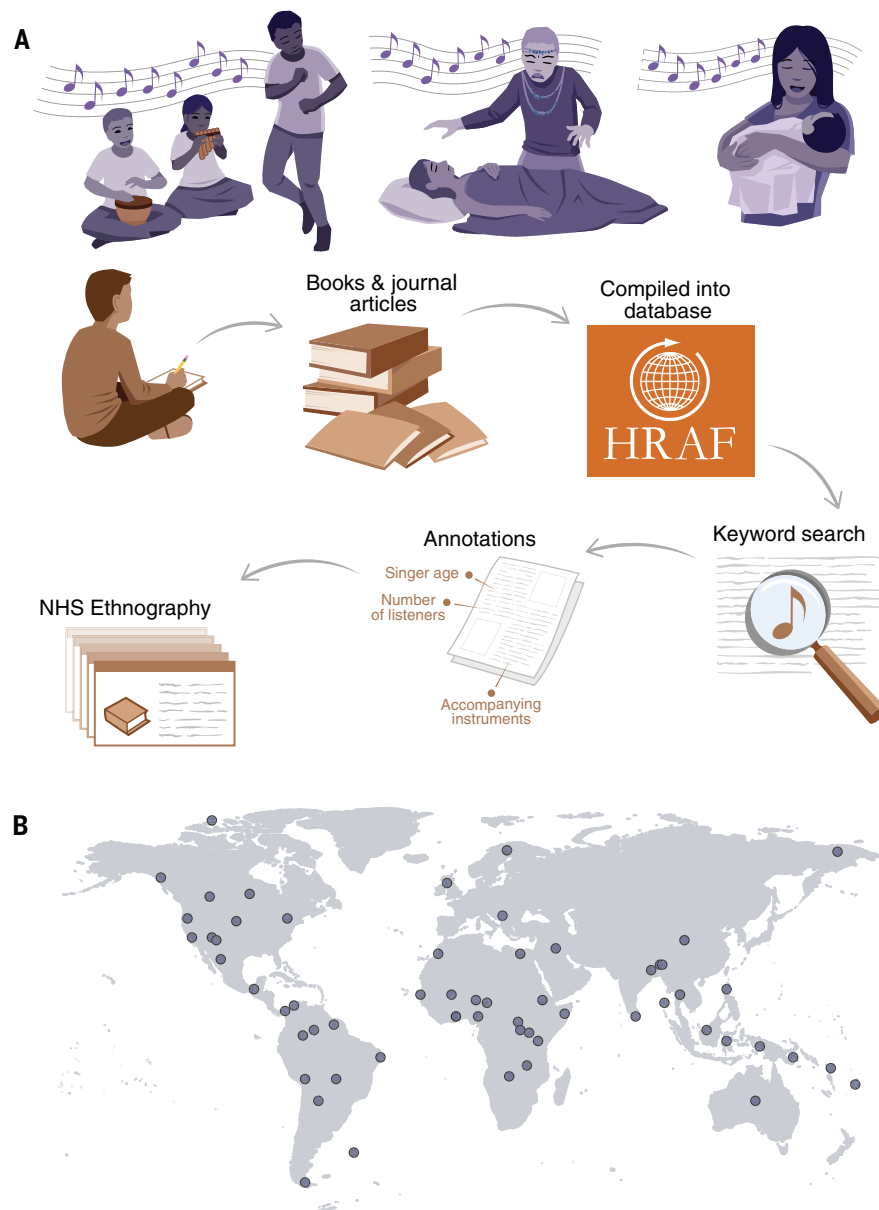 A
Books & journal
articles
Compiled into
database
HRAF
Keyword search
Annotations
Singer age
Number
of listeners
Accompanying
instruments
NHS Ethnography
B